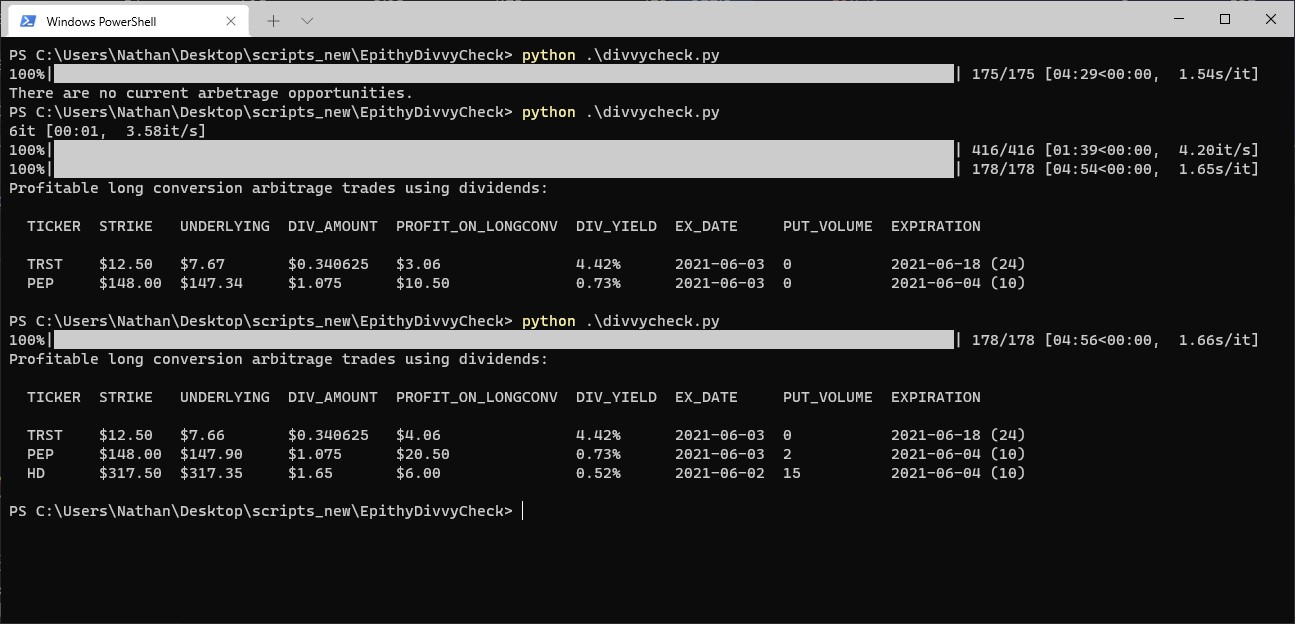 Windows PowerShell
PS C:\Users\Nathan\Desktop\scripts_new\EpithyDivvyCheck> python .\divvycheck.py
100%| | 175/175 [04:29<00:00, 1.54s/it]
There are no current arbetrage opportunities.
PS C:\Users\Nathan\Desktop\scripts_new\EpithyDivvyCheck> python .\divvycheck.py
6it [00:01, 3.58it/s]
100%| | 416/416 [01:39<00:00, 4.20it/s]
100%| | 178/178 [04:54<00:00, 1.65s/it]
Profitable long conversion arbitrage trades using dividends:
TICKER STRIKE UNDERLYING DIV_AMOUNT PROFIT_ON_LONGCONV DIV_YIELD EX_DATE PUT_VOLUME EXPIRATION
TRST $12.50 $7.67 $0.340625 $3.06 4.42% 2021-06-03 0 2021-06-18 (24)
PEP $148.00 $147.34 $1.075 $10.50 0.73% 2021-06-03 0 2021-06-04 (10)
PS C:\Users\Nathan\Desktop\scripts_new\EpithyDivvyCheck> python .\divvycheck.py
100%| | 178/178 [04:56<00:00, 1.66s/it]
Profitable long conversion arbitrage trades using dividends:
TICKER STRIKE UNDERLYING DIV_AMOUNT PROFIT_ON_LONGCONV DIV_YIELD EX_DATE PUT_VOLUME EXPIRATION
TRST $12.50 $7.66 $0.340625 $4.06 4.42% 2021-06-03 0 2021-06-18 (24)
PEP $148.00 $147.90 $1.075 $20.50 0.73% 2021-06-03 2 2021-06-04 (10)
HD $317.50 $317.35 $1.65 $6.00 0.52% 2021-06-02 15 2021-06-04 (10)
PS C:\Users\Nathan\Desktop\scripts_new\EpithyDivvyCheck>